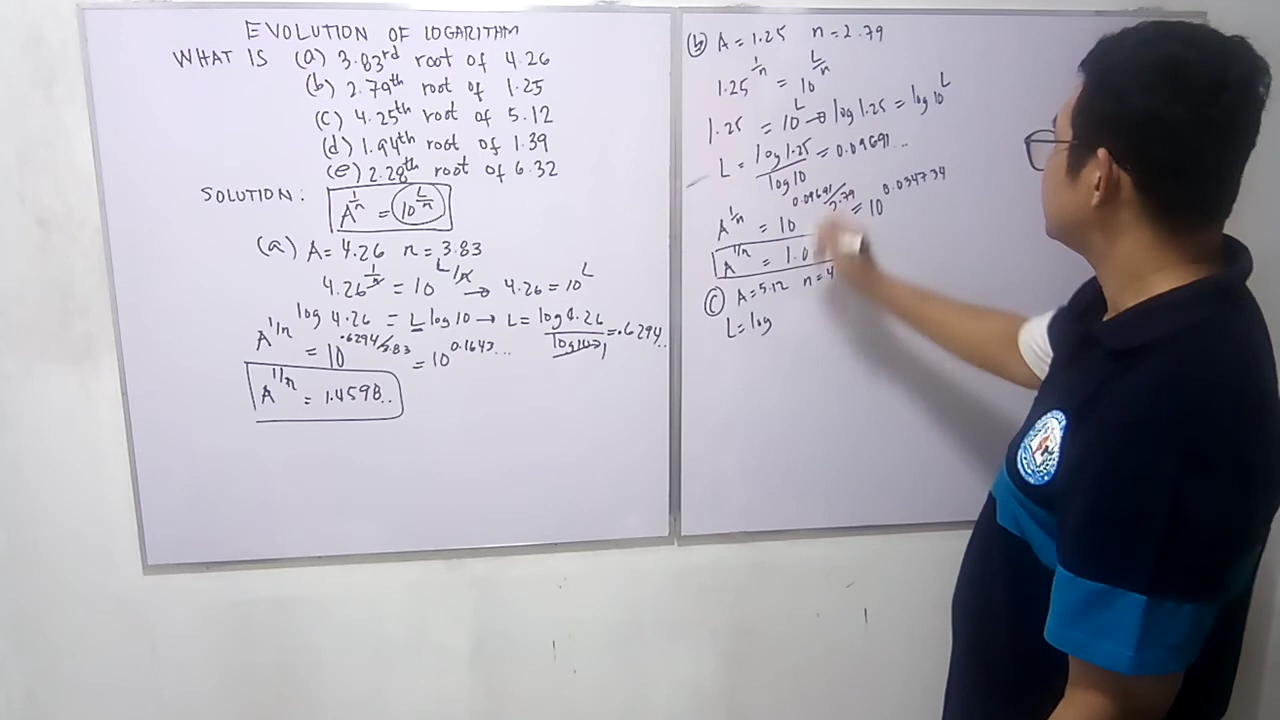 EVOLUTION OF LOGARITHM
WHAT IS (a) 3.83rd root of 4.26
(b) 2.79th root of 1.25
(c) 4.25th root of 5.12
(d) 1.94th root of 1.39
(e) 2.28th root of 6.32
SOLUTION: A^1/n = 10^L/n
(a) A = 4.26 n = 3.83
4.26^1/n = 10^L/n → 4.26 = 10^L
log 4.26 = L log 10 → L = log 4.26 / log 10 → 1 = .6294..
A^1/n = 10^.6294/3.83 = 10^0.1643...
A^1/n = 1.4598..
(b) A = 1.25 n = 2.79
1.25^1/n = 10^L/n
1.25 = 10^L → log 1.25 = log 10^L
L = log 1.25 / log 10 = 0.09691...
A^1/n = 10^0.09691/2.79 = 10^0.034734
A^1/n = 1.0
(c) A = 5.12 n = 4
L = log